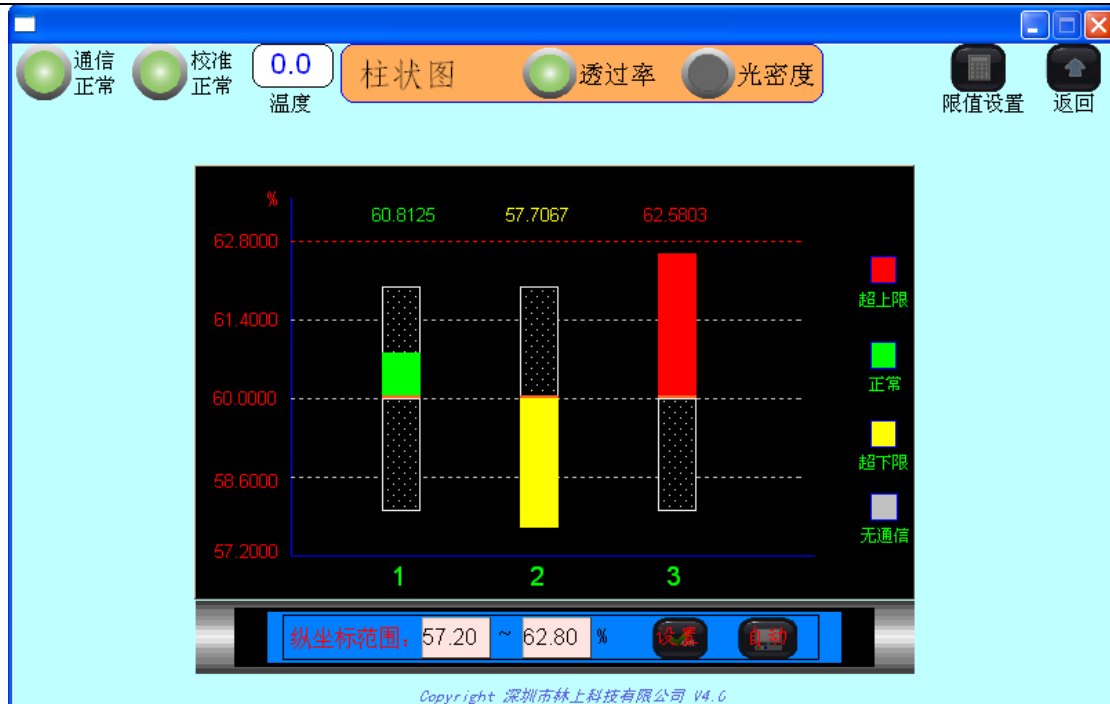 通信
正常
校准
正常
0.0
温度
柱状图
透过率
光密度
限值设置
返回
%
60.8125
57.7067
62.5803
62.8000
61.4000
60.0000
58.6000
57.2000
1
2
3
超上限
正常
超下限
无通信
纵坐标范围：
57.20
~
62.80
%
设置
自动
Copyright 深圳市林上科技有限公司